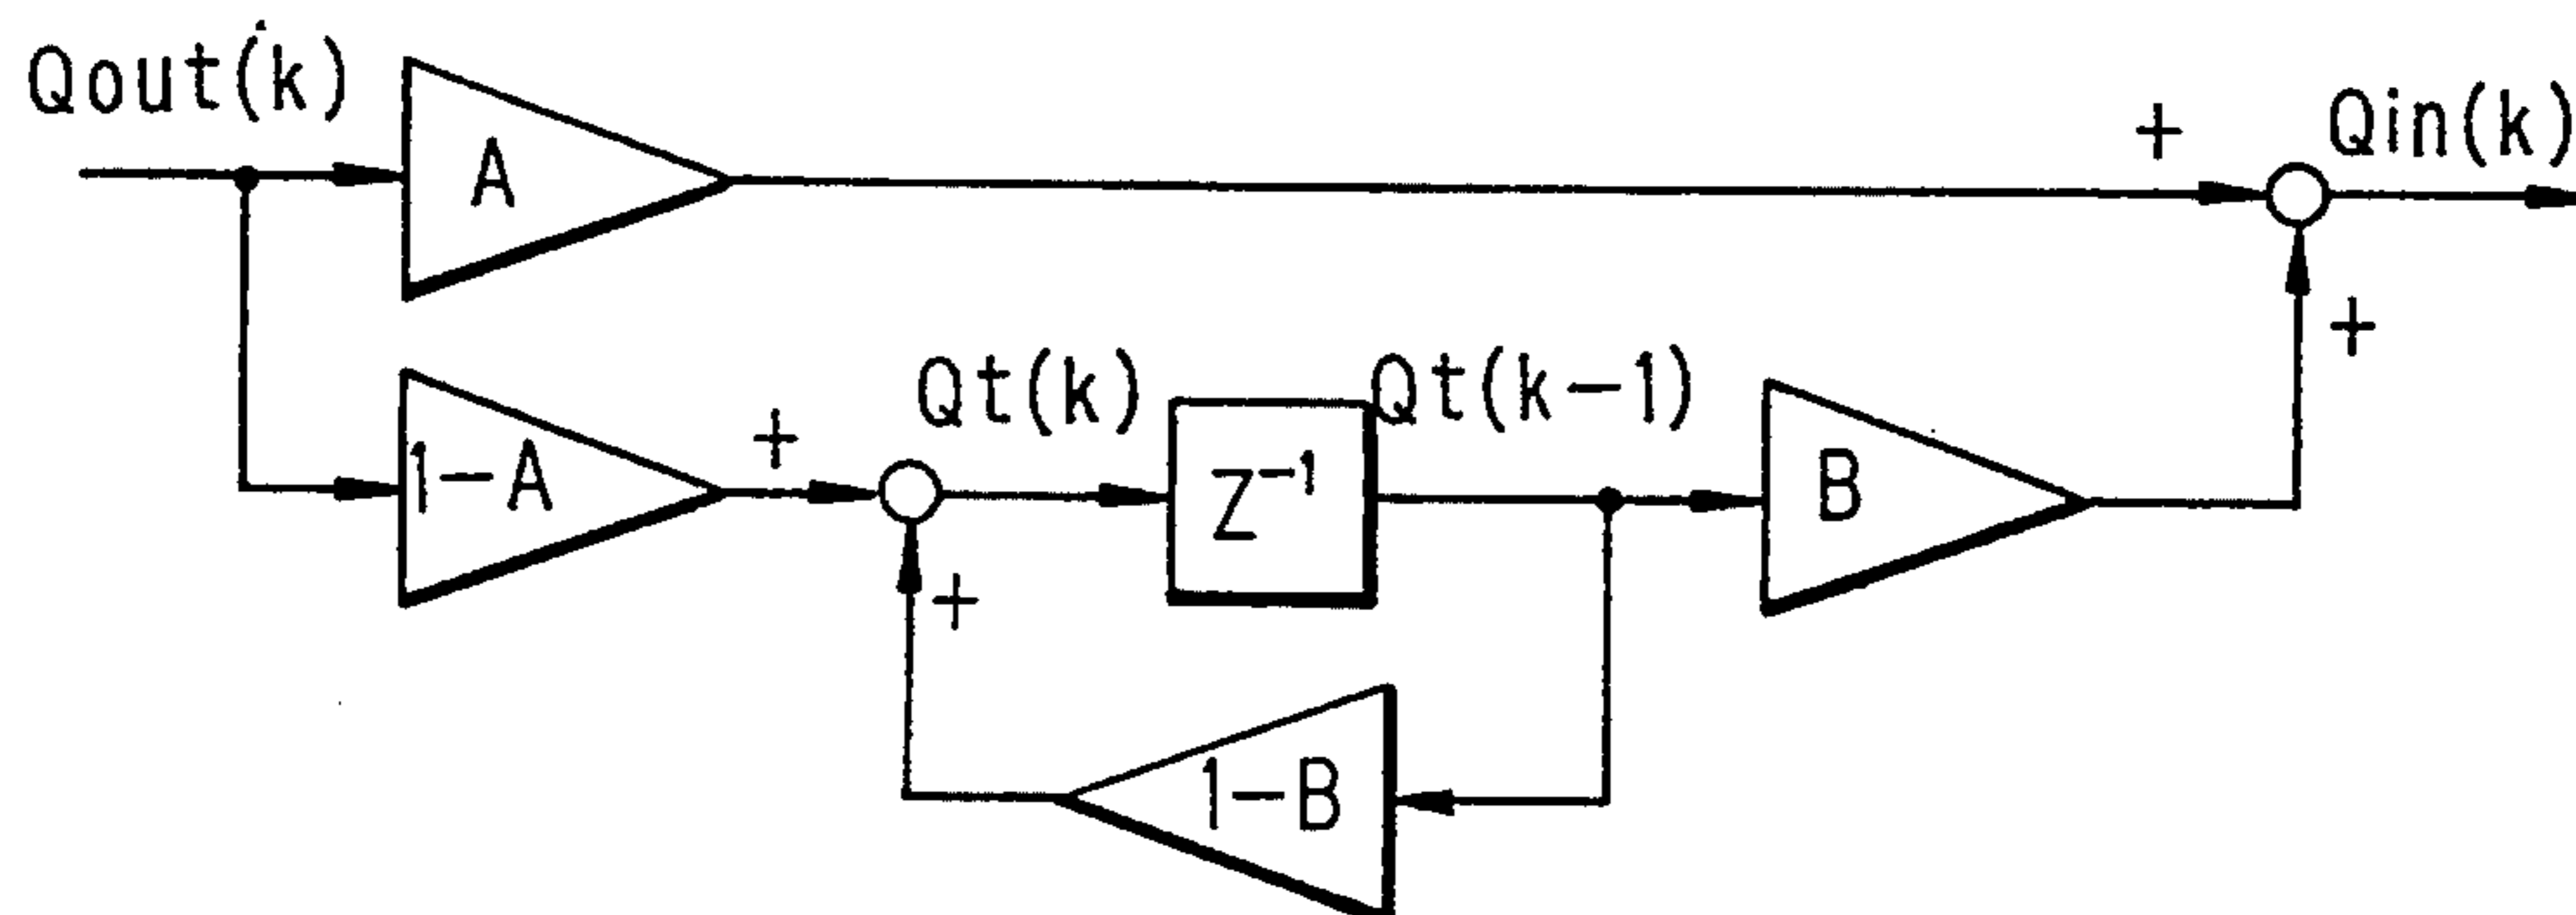 Qout(k)
A
+
Qin(k)
+
1-A
+
Qt(k)
Z⁻¹
Qt(k-1)
B
+
1-B